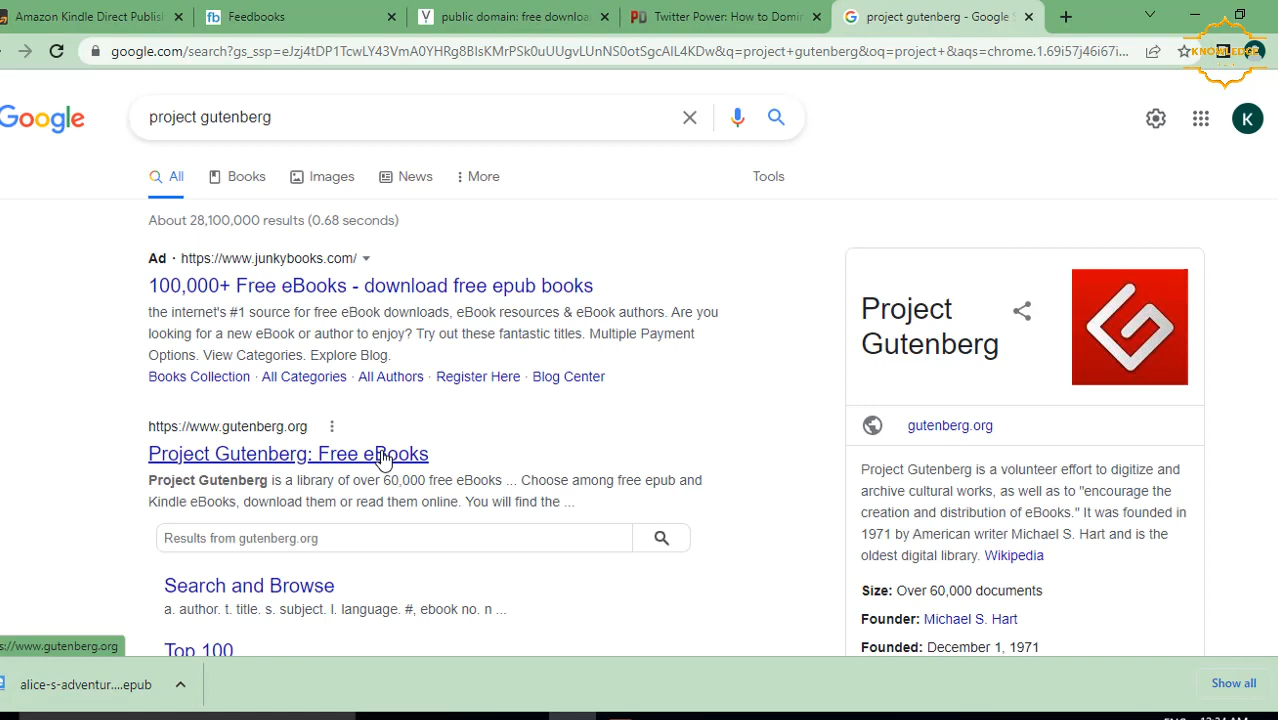 Amazon Kindle Direct Publis
Feedbooks
public domain: free downloa
Twitter Power: How to Domi
project gutenberg - Google S
google.com/search?gs_ssp=eJzj4tDP1TcwLY43VmA0YHRg8BIsKMrPSk0uUUgvLUnNS0otSgcAlL4KDw&q=project+gutenberg&oq=project+&aqs=chrome.1.69i57j46i67i...
KNOWLEDGE
Google
project gutenberg
K
All
Books
Images
News
More
Tools
About 28,100,000 results (0.68 seconds)
Ad · https://www.junkybooks.com/
100,000+ Free eBooks - download free epub books
the internet's #1 source for free eBook downloads, eBook resources & eBook authors. Are you
looking for a new eBook or author to enjoy? Try out these fantastic titles. Multiple Payment
Options. View Categories. Explore Blog.
Books Collection · All Categories · All Authors · Register Here · Blog Center
https://www.gutenberg.org
Project Gutenberg: Free eBooks
Project Gutenberg is a library of over 60,000 free eBooks ... Choose among free epub and
Kindle eBooks, download them or read them online. You will find the ...
Results from gutenberg.org
Search and Browse
a. author. t. title. s. subject. l. language. #, ebook no. n ...
Top 100
Project
Gutenberg
gutenberg.org
Project Gutenberg is a volunteer effort to digitize and
archive cultural works, as well as to "encourage the
creation and distribution of eBooks." It was founded in
1971 by American writer Michael S. Hart and is the
oldest digital library. Wikipedia
Size: Over 60,000 documents
Founder: Michael S. Hart
Founded: December 1, 1971
s://www.gutenberg.org
alice-s-adventur....epub
Show all